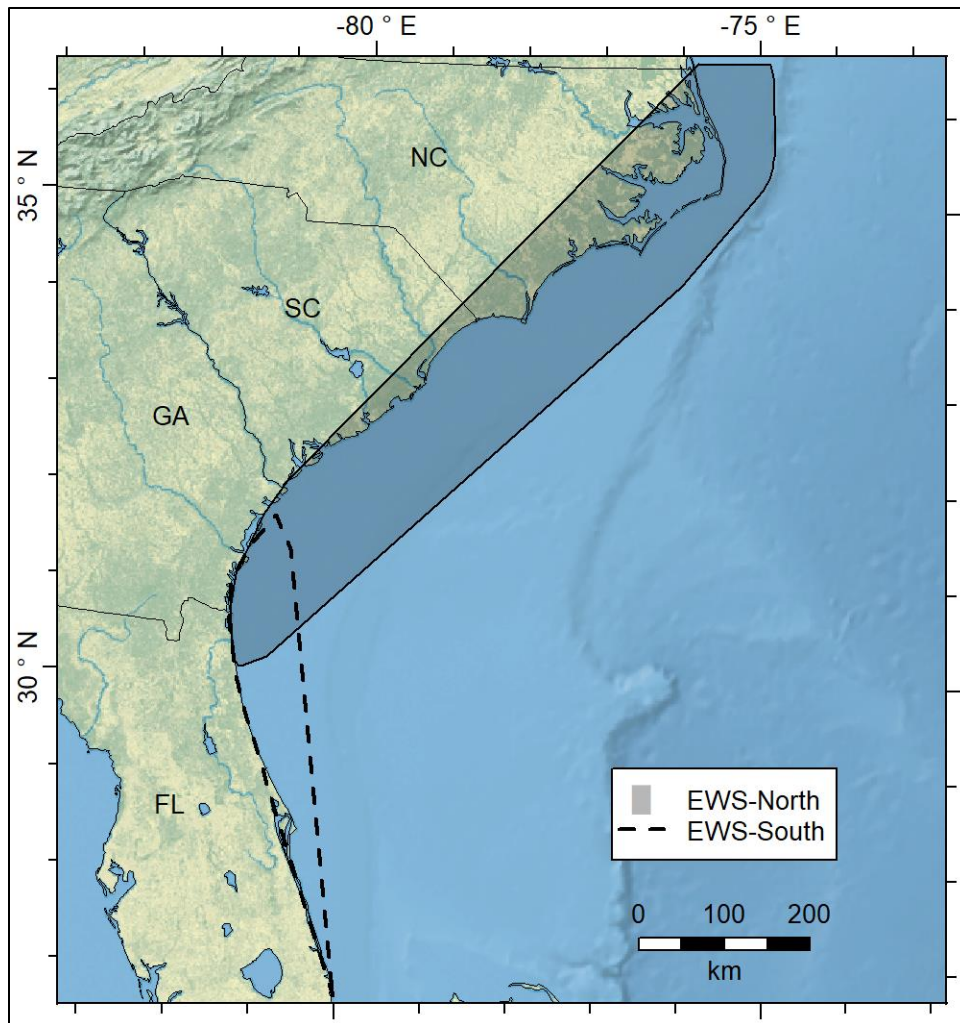 -80 ° E
-75 ° E
35 ° N
NC
SC
GA
30 ° N
FL
EWS-North
EWS-South
0 100 200
km